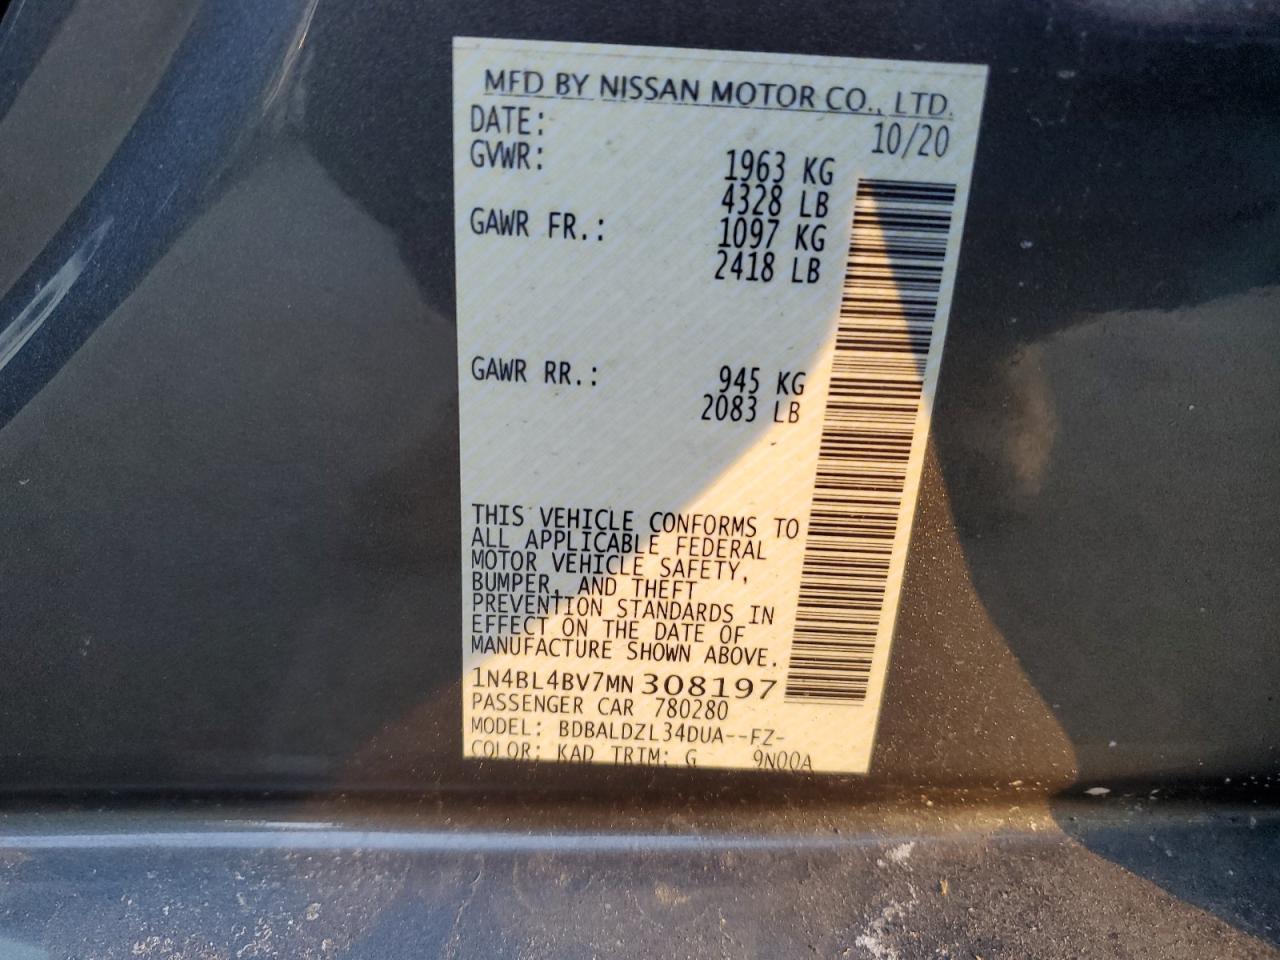 MFD BY NISSAN MOTOR CO., LTD.
DATE: 10/20
GVWR: 1963 KG
4328 LB
GAWR FR.: 1097 KG
2418 LB
GAWR RR.: 945 KG
2083 LB
THIS VEHICLE CONFORMS TO
ALL APPLICABLE FEDERAL
MOTOR VEHICLE SAFETY,
BUMPER, AND THEFT
PREVENTION STANDARDS IN
EFFECT ON THE DATE OF
MANUFACTURE SHOWN ABOVE.
1N4BL4BV7MN308197
PASSENGER CAR 780280
MODEL: BDBALDZL34DUA--FZ-
COLOR: KAD TRIM: G 9N00A